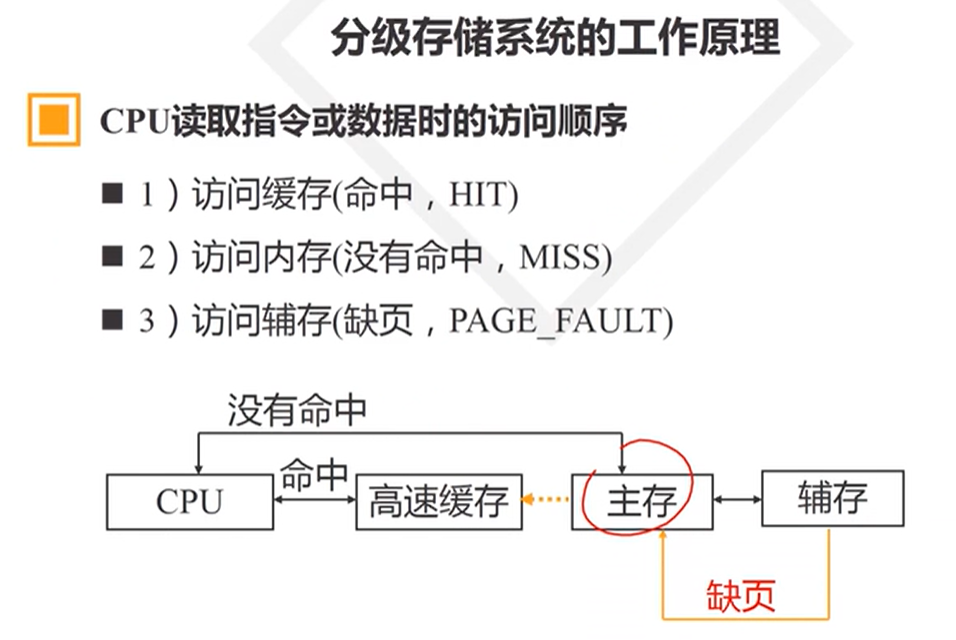 分级存储系统的工作原理
CPU读取指令或数据时的访问顺序
1）访问缓存(命中，HIT)
2）访问内存(没有命中，MISS)
3）访问辅存(缺页，PAGE_FAULT)
没有命中
CPU
命中
高速缓存
主存
辅存
缺页